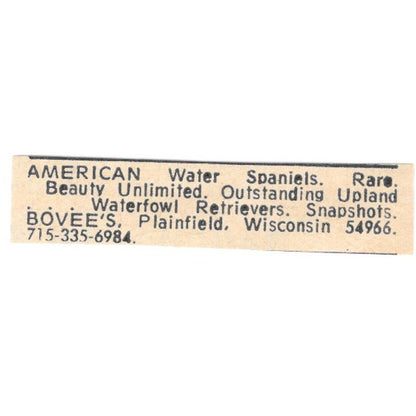 AMERICAN Water Spaniels. Rare.
Beauty Unlimited. Outstanding Upland
. . . Waterfowl Retrievers. Snapshots.
BOVEE'S, Plainfield, Wisconsin 54966.
715-335-6984.